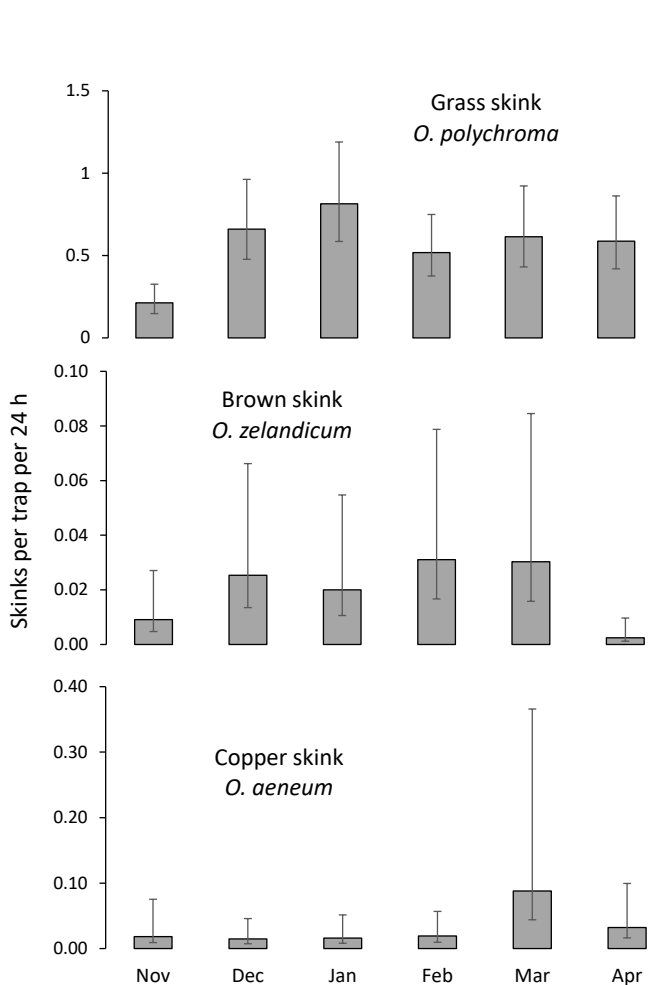 1.5
Grass skink
O. polychroma
1
0.5
0
0.10
Brown skink
O. zelandicum
0.08
0.06
0.04
0.02
0.00
Skinks per trap per 24 h
0.40
0.30
Copper skink
O. aeneum
0.20
0.10
0.00
Nov Dec Jan Feb Mar Apr